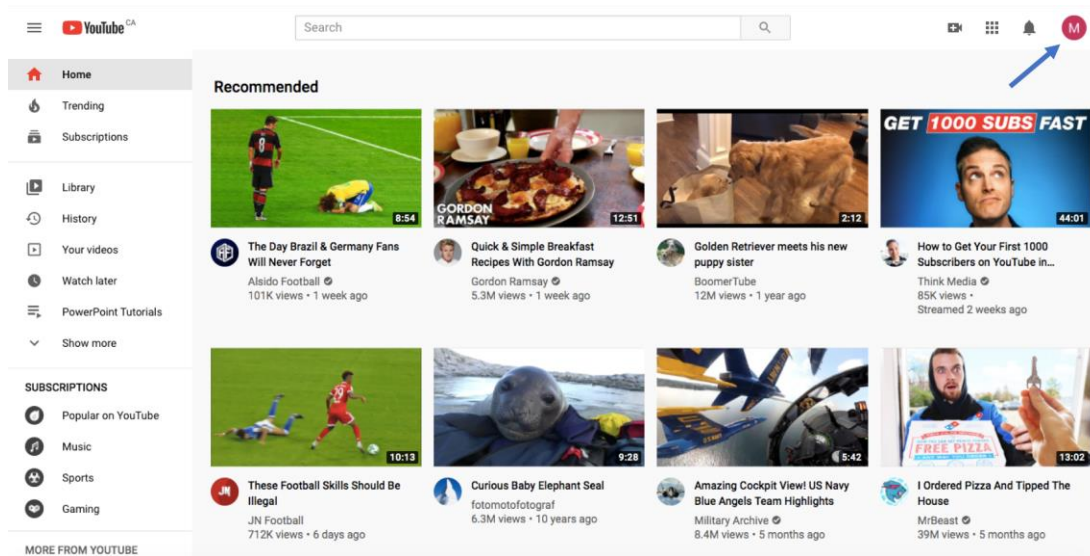 YouTube CA
Search
M
Home
Trending
Subscriptions
Library
History
Your videos
Watch later
PowerPoint Tutorials
Show more
SUBSCRIPTIONS
Popular on YouTube
Music
Sports
Gaming
MORE FROM YOUTUBE
Recommended
8
8:54
The Day Brazil & Germany Fans
Will Never Forget
Alsido Football
101K views • 1 week ago
GORDON
RAMSAY
12:51
Quick & Simple Breakfast
Recipes With Gordon Ramsay
Gordon Ramsay
5.3M views • 1 week ago
2:12
Golden Retriever meets his new
puppy sister
BoomerTube
12M views • 1 year ago
GET 1000 SUBS FAST
44:01
How to Get Your First 1000
Subscribers on YouTube in...
Think Media
85K views •
Streamed 2 weeks ago
10:13
JN
These Football Skills Should Be
Illegal
JN Football
712K views • 6 days ago
9:28
Curious Baby Elephant Seal
fotomotofotograf
6.3M views • 10 years ago
5:42
Amazing Cockpit View! US Navy
Blue Angels Team Highlights
Military Archive
8.4M views • 5 months ago
FREE PIZZA
13:02
I Ordered Pizza And Tipped The
House
MrBeast
39M views • 5 months ago